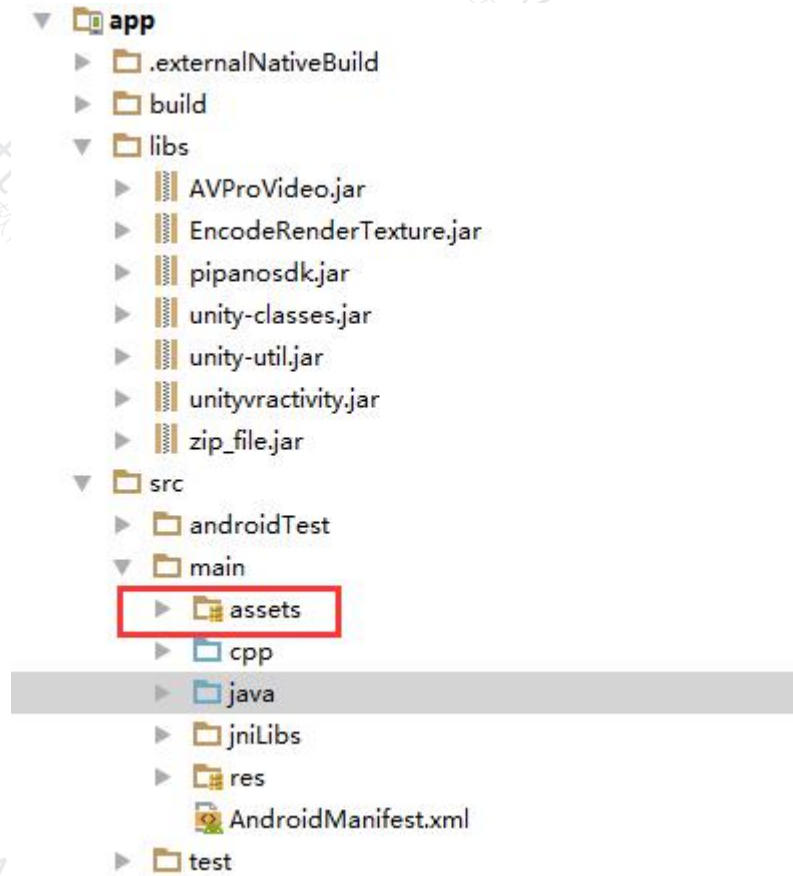 app
.externalNativeBuild
build
libs
AVProVideo.jar
EncodeRenderTexture.jar
pipanosdk.jar
unity-classes.jar
unity-util.jar
unityvractivity.jar
zip_file.jar
src
androidTest
main
assets
cpp
java
jniLibs
res
AndroidManifest.xml
test